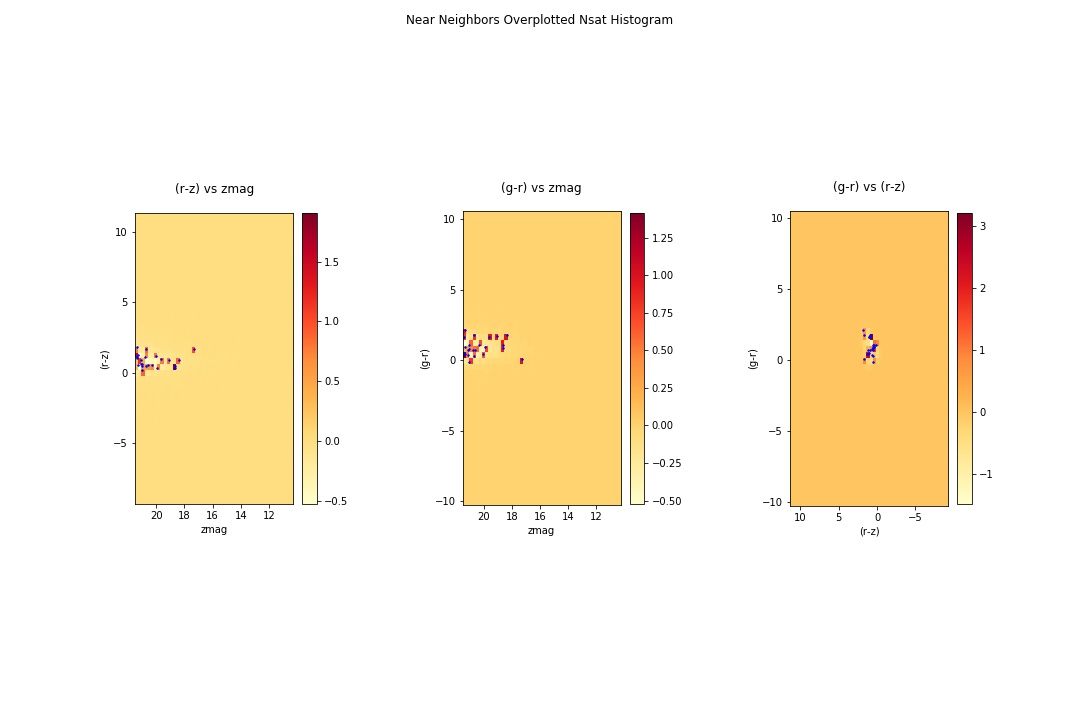 Near Neighbors Overplotted Nsat Histogram
(r-z) vs zmag
(r-z)
10
5
0
−5
20 18 16 14 12
zmag
1.5
1.0
0.5
0.0
−0.5
(g-r) vs zmag
(g-r)
10
5
0
−5
−10
20 18 16 14 12
zmag
1.25
1.00
0.75
0.50
0.25
0.00
−0.25
−0.50
(g-r) vs (r-z)
(g-r)
10
5
0
−5
−10
10 5 0 −5
(r-z)
3
2
1
0
−1